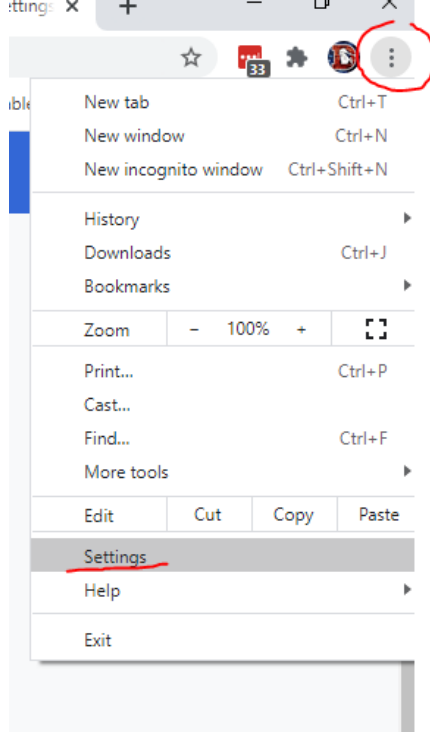 ettings
33
able
New tab Ctrl+T
New window Ctrl+N
New incognito window Ctrl+Shift+N
History
Downloads Ctrl+J
Bookmarks
Zoom - 100% +
Print... Ctrl+P
Cast...
Find... Ctrl+F
More tools
Edit Cut Copy Paste
Settings
Help
Exit